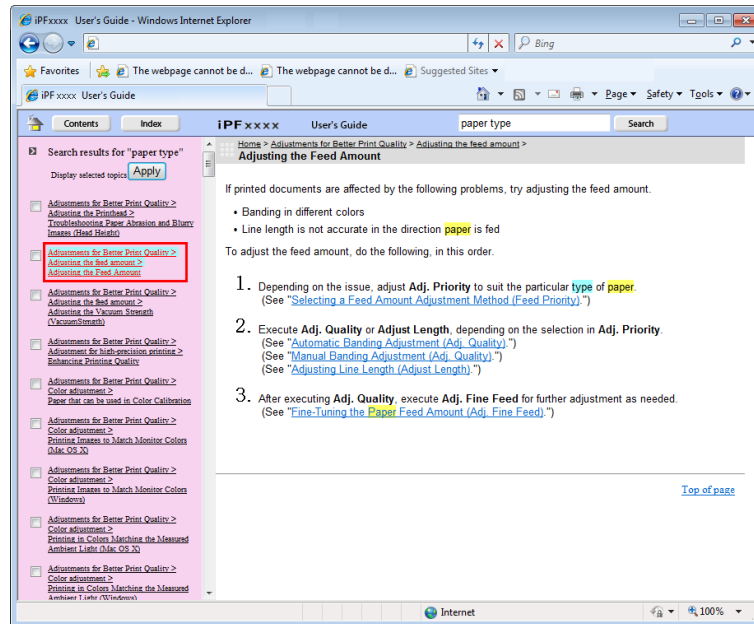 iPFxxxx User's Guide - Windows Internet Explorer
Bing
Favorites The webpage cannot be d... The webpage cannot be d... Suggested Sites
iPF xxxx User's Guide
Page Safety Tools
Contents Index iPF xxxx User's Guide paper type Search
Search results for "paper type"
Display selected topics Apply
Adjustments for Better Print Quality >
Adjusting the Printhead >
Troubleshooting Paper Abrasion and Blurry
Images (Head Height)
Adjustments for Better Print Quality >
Adjusting the feed amount >
Adjusting the Feed Amount
Adjustments for Better Print Quality >
Adjusting the feed amount >
Adjusting the Vacuum Strength
(VacuumStrngth)
Adjustments for Better Print Quality >
Adjustment for high-precision printing >
Enhancing Printing Quality
Adjustments for Better Print Quality >
Color adjustment >
Paper that can be used in Color Calibration
Adjustments for Better Print Quality >
Color adjustment >
Printing Images to Match Monitor Colors
(Mac OS X)
Adjustments for Better Print Quality >
Color adjustment >
Printing Images to Match Monitor Colors
(Windows)
Adjustments for Better Print Quality >
Color adjustment >
Printing in Colors Matching the Measured
Ambient Light (Mac OS X)
Adjustments for Better Print Quality >
Color adjustment >
Printing in Colors Matching the Measured
Ambient Light (Windows)
Home > Adjustments for Better Print Quality > Adjusting the feed amount >
Adjusting the Feed Amount
If printed documents are affected by the following problems, try adjusting the feed amount.
• Banding in different colors
• Line length is not accurate in the direction paper is fed
To adjust the feed amount, do the following, in this order.
1. Depending on the issue, adjust Adj. Priority to suit the particular type of paper.
(See "Selecting a Feed Amount Adjustment Method (Feed Priority).")
2. Execute Adj. Quality or Adjust Length, depending on the selection in Adj. Priority.
(See "Automatic Banding Adjustment (Adj. Quality).")
(See "Manual Banding Adjustment (Adj. Quality).")
(See "Adjusting Line Length (Adjust Length).")
3. After executing Adj. Quality, execute Adj. Fine Feed for further adjustment as needed.
(See "Fine-Tuning the Paper Feed Amount (Adj. Fine Feed).")
Top of page
Internet 100%